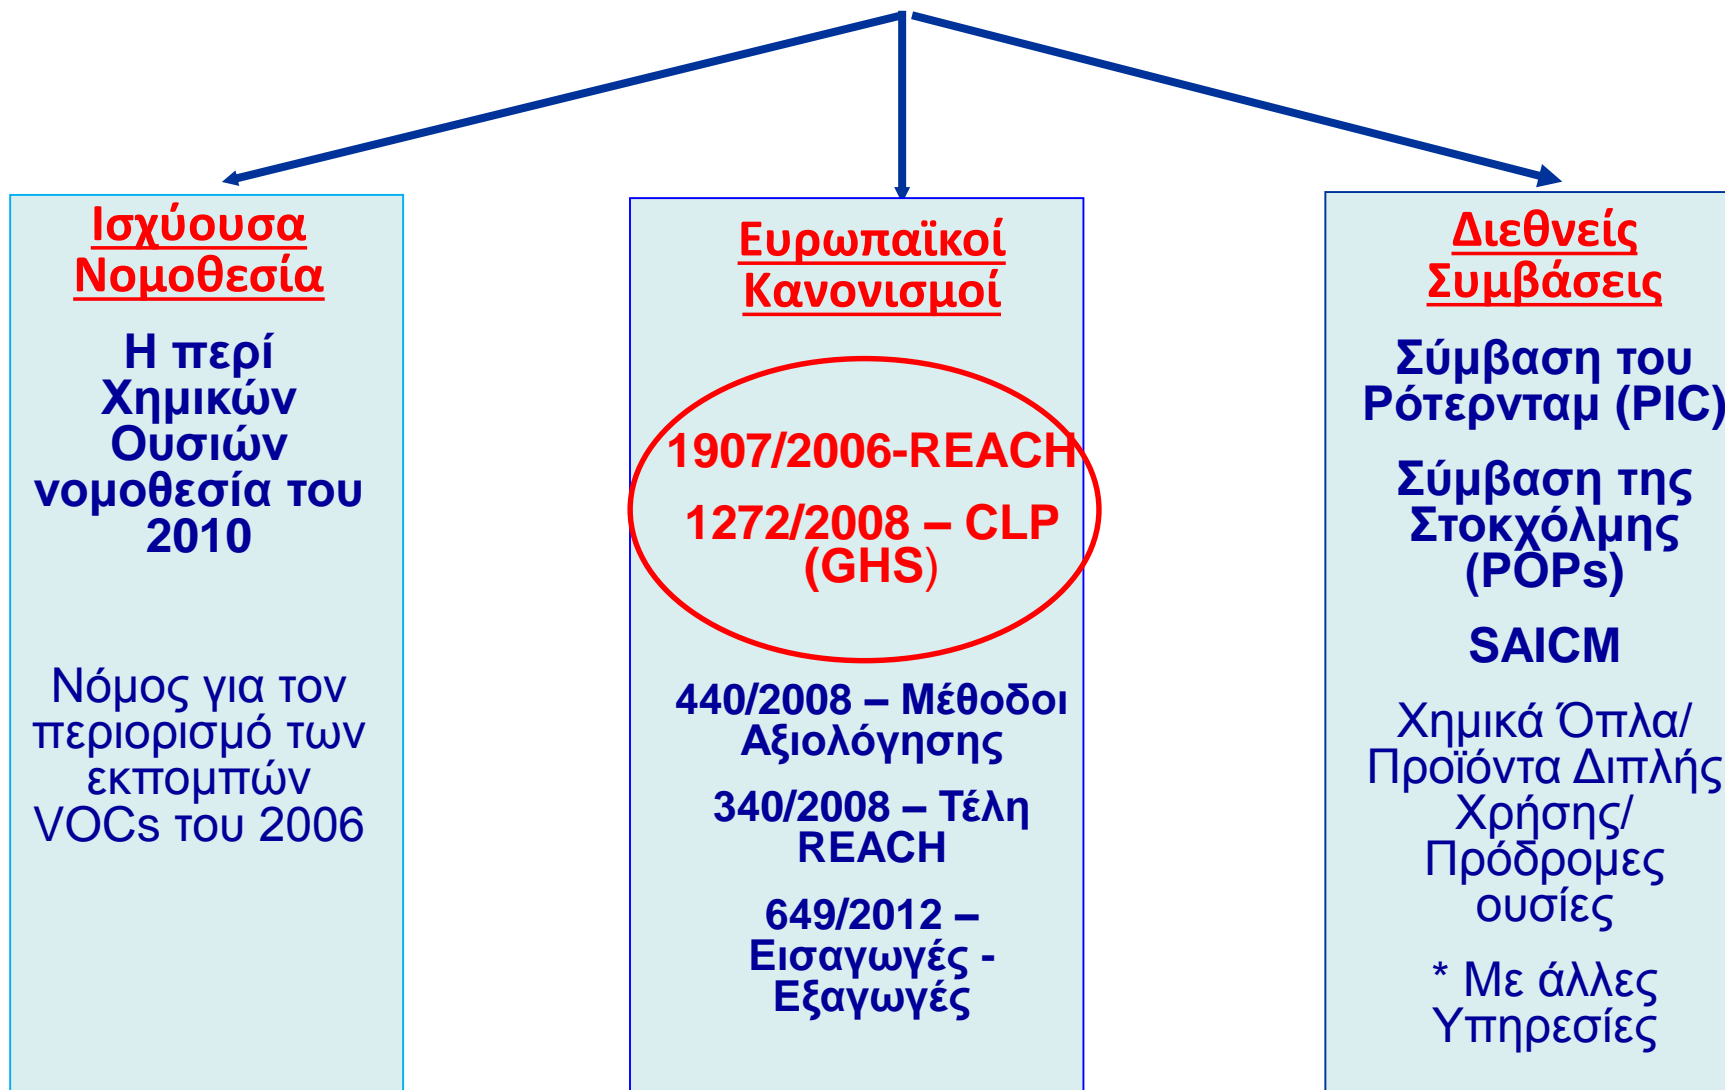 Ισχύουσα
Νομοθεσία
Η περί
Χημικών
Ουσιών
νομοθεσία του
2010
Νόμος για τον
περιορισμό των
εκπομπών
VOCs του 2006
Ευρωπαϊκοί
Κανονισμοί
1907/2006-REACH
1272/2008 – CLP
(GHS)
440/2008 – Μέθοδοι
Αξιολόγησης
340/2008 – Τέλη
REACH
649/2012 –
Εισαγωγές -
Εξαγωγές
Διεθνείς
Συμβάσεις
Σύμβαση του
Ρότερνταμ (PIC)
Σύμβαση της
Στοκχόλμης
(POPs)
SAICM
Χημικά Όπλα/
Προϊόντα Διπλής
Χρήσης/
Πρόδρομες
ουσίες
* Με άλλες
Υπηρεσίες